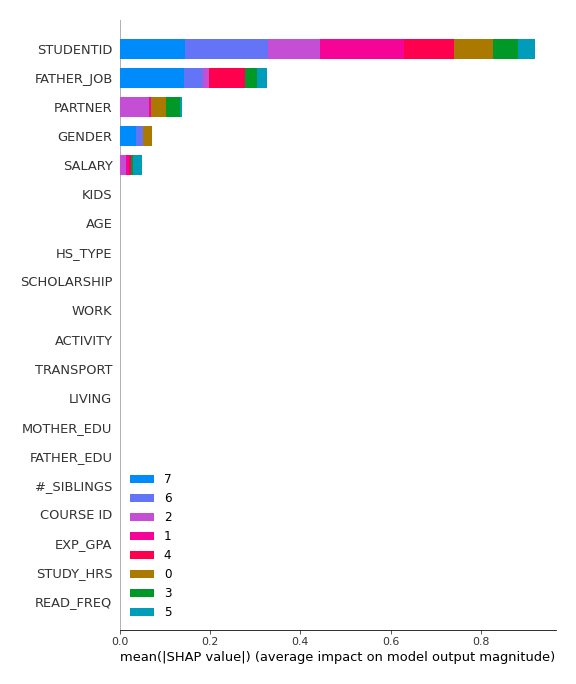 STUDENTID
FATHER_JOB
PARTNER
GENDER
SALARY
KIDS
AGE
HS_TYPE
SCHOLARSHIP
WORK
ACTIVITY
TRANSPORT
LIVING
MOTHER_EDU
FATHER_EDU
#_SIBLINGS
COURSE ID
EXP_GPA
STUDY_HRS
READ_FREQ
7
6
2
1
4
0
3
5
0.0 0.2 0.4 0.6 0.8
mean(|SHAP value|) (average impact on model output magnitude)